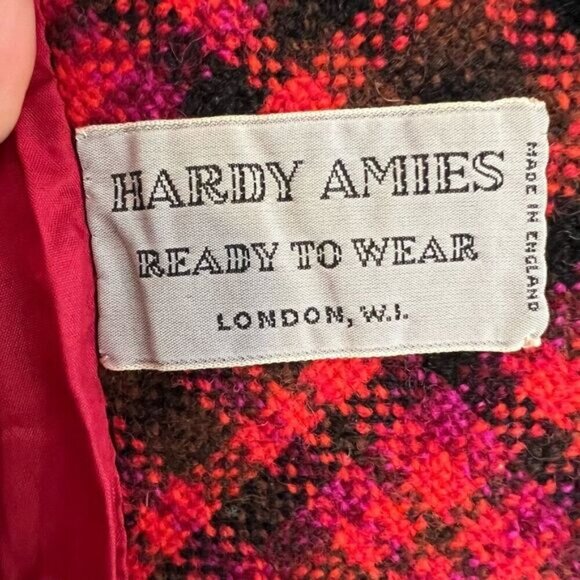 HARDY AMIES
READY TO WEAR
LONDON, W.I.
MADE IN ENGLAND